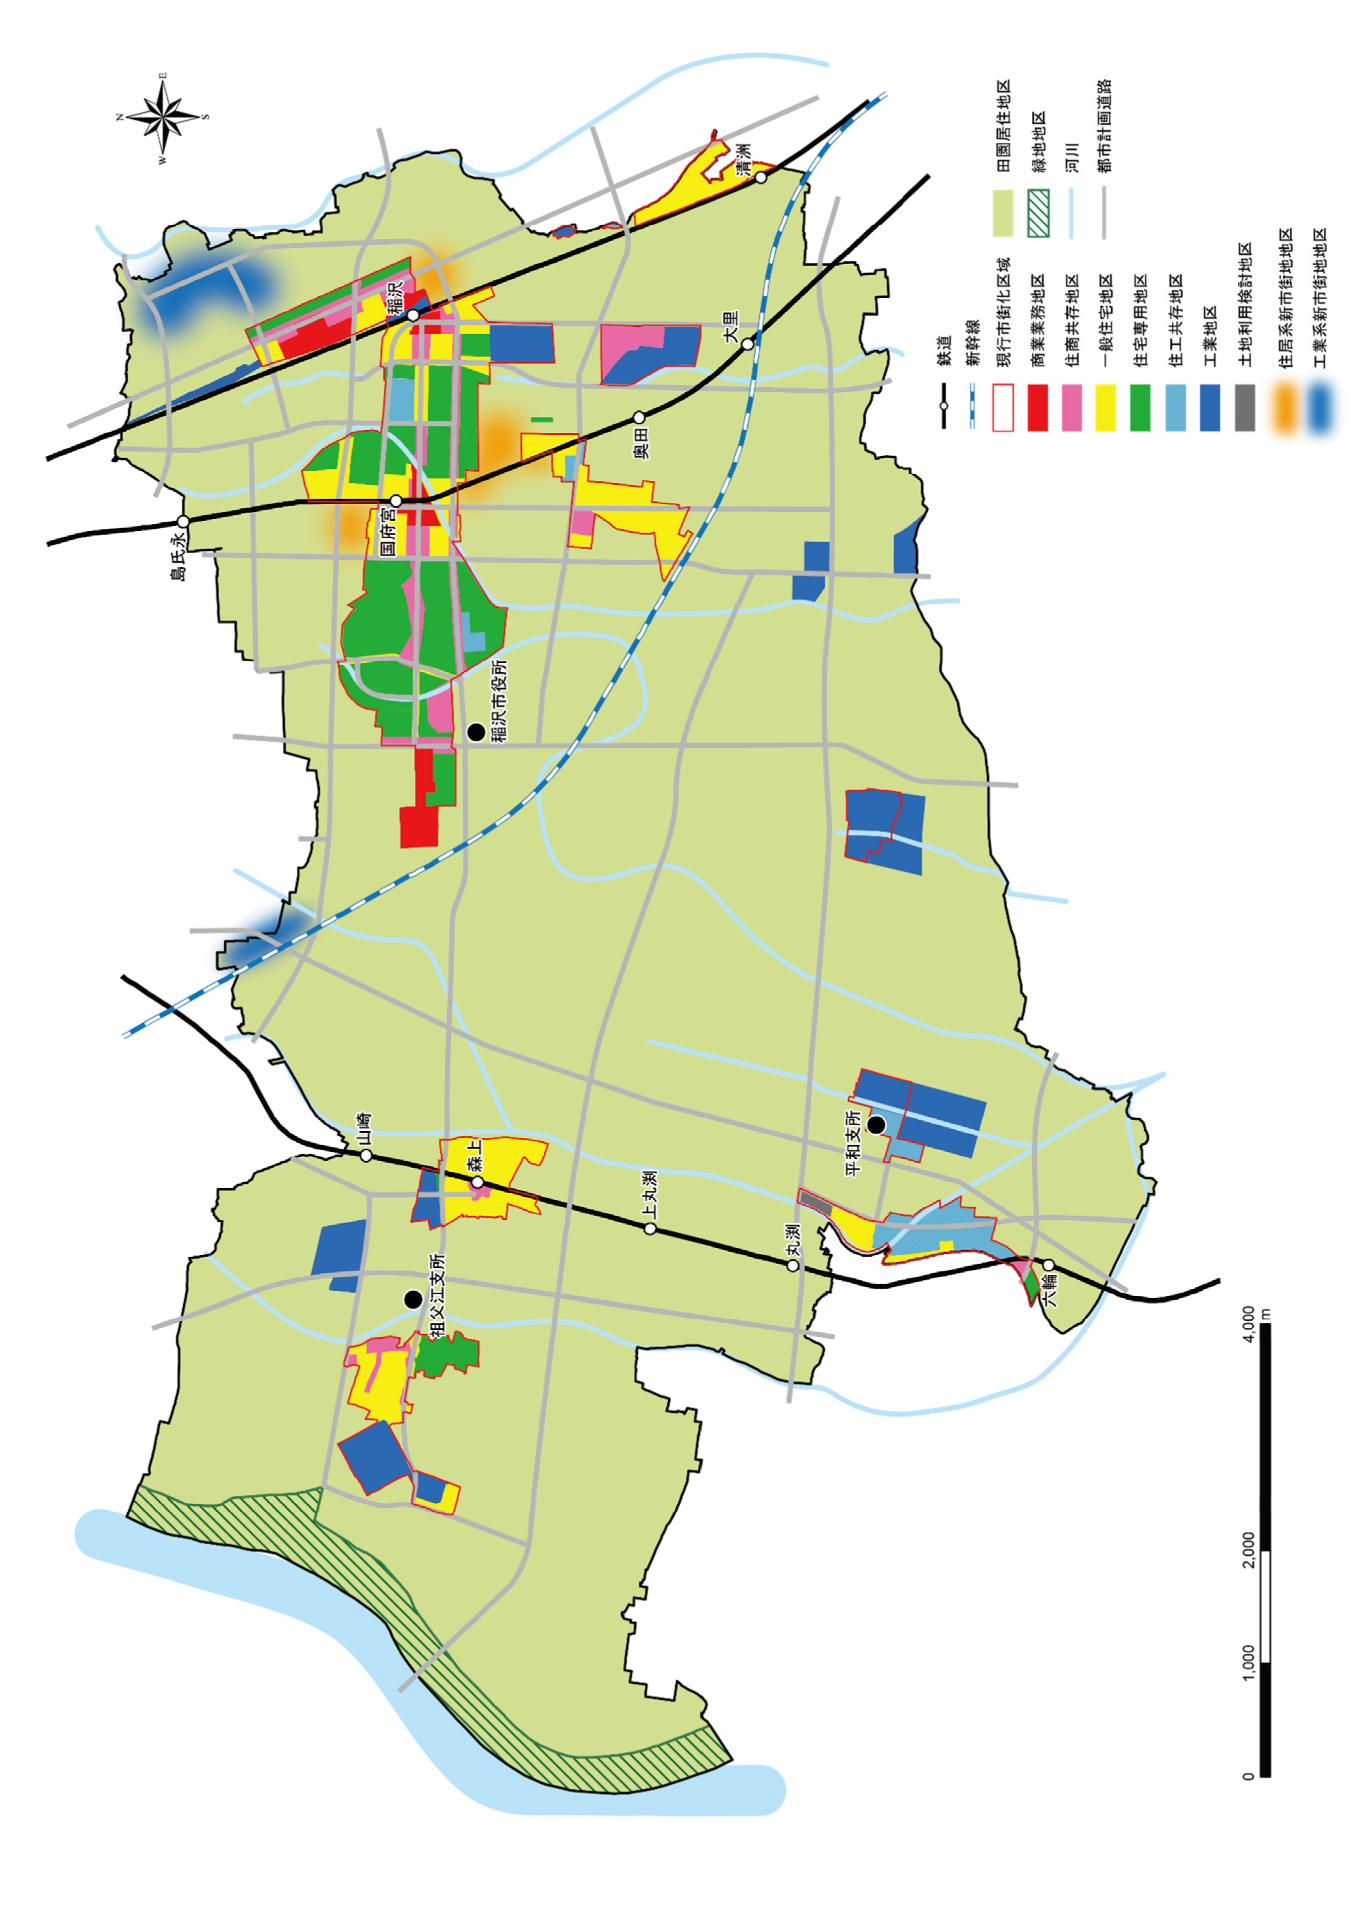 N
E
S
W
島氏永
国府宮
稲沢
清洲
大里
奥田
稲沢市役所
山崎
森上
上丸渕
丸渕
六輪
祖父江支所
平和支所
鉄道
新幹線
現行市街化区域
商業業務地区
住商共存地区
一般住宅地区
住宅専用地区
住工共存地区
工業地区
土地利用検討地区
住居系新市街地地区
工業系新市街地地区
田園居住地区
緑地地区
河川
都市計画道路
0 1,000 2,000 4,000
m